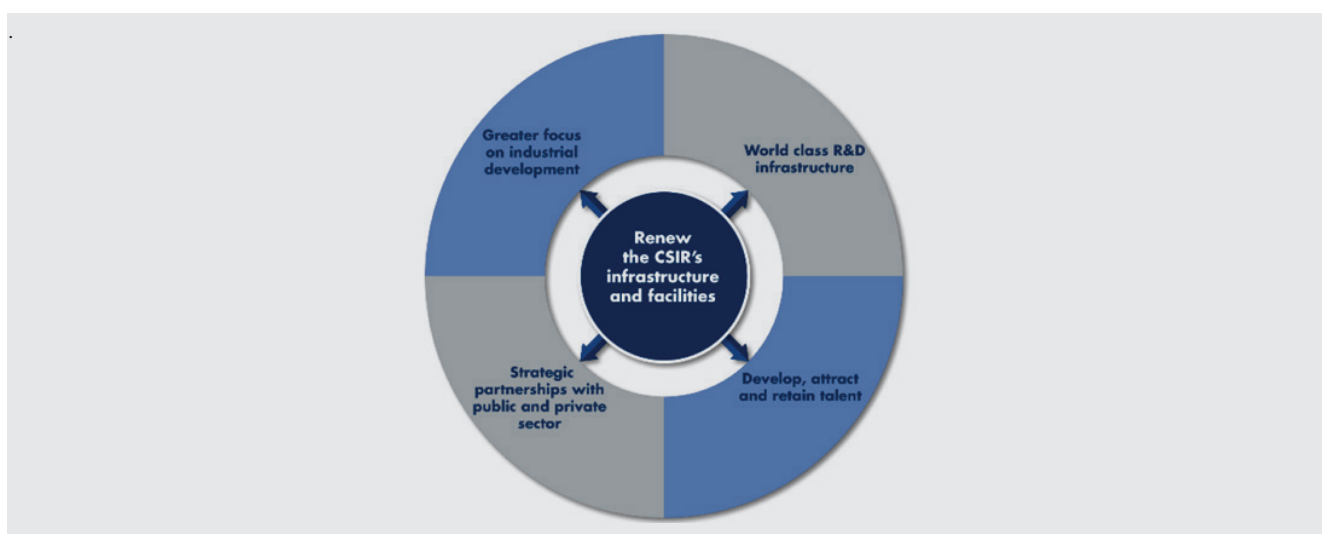 .
Greater focus
on industrial
development
World class R&D
infrastructure
Renew
the CSIR's
infrastructure
and facilities
Strategic
partnerships with
public and private
sector
Develop, attract
and retain talent